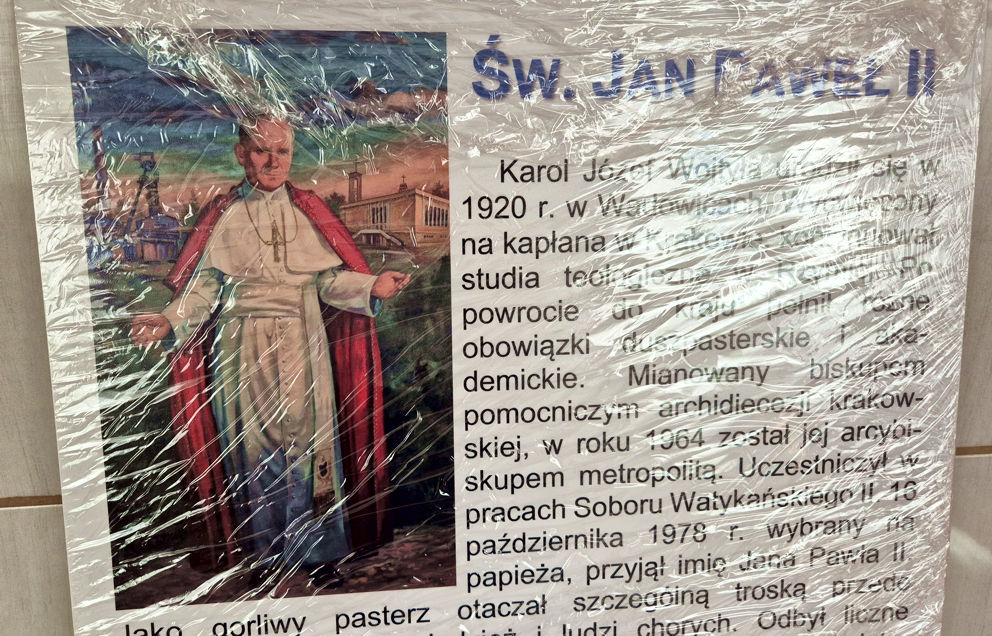 ŚW. JAN PAWEŁ II
Karol Józef Wojtyła urodził się w
1920 r. w Wadowicach. Wyświęcony
na kapłana w Krakowie, kontynuował
studia teologiczne w Rzymie. Po
powrocie do kraju pełnił różne
obowiązki duszpasterskie i aka-
demickie. Mianowany biskupem
pomocniczym archidiecezji krakow-
skiej, w roku 1964 został jej arcybi-
skupem metropolitą. Uczestniczył w
pracach Soboru Watykańskiego II. 16
października 1978 r. wybrany na
papieża, przyjął imię Jana Pawła II.
Jako gorliwy pasterz otaczał szczególną troską przede
i ludzi chorych. Odbył liczne